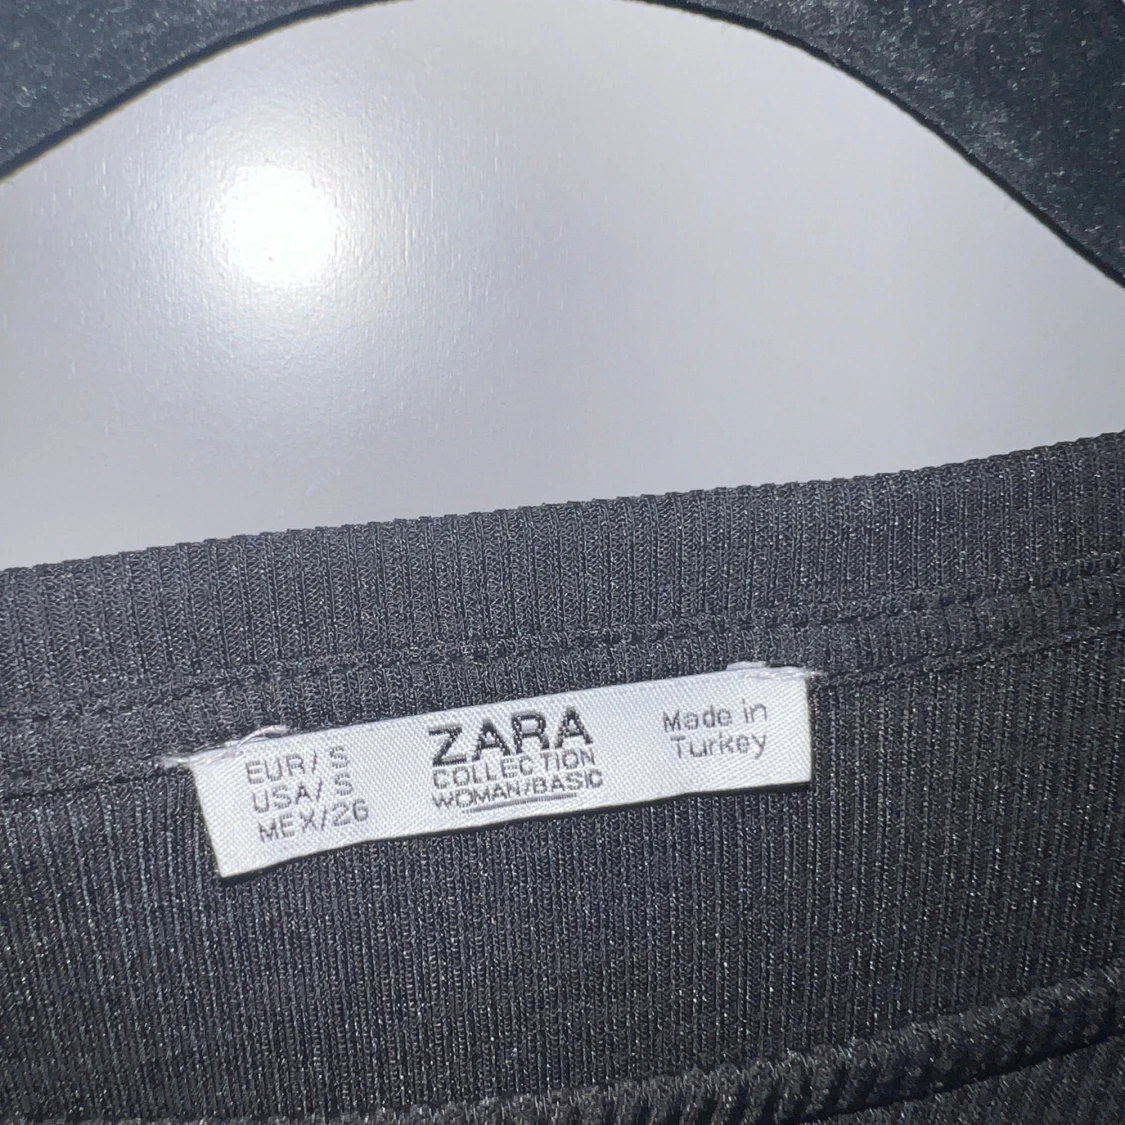 EUR/S
USA/S
MEX/26
ZARA
COLLECTION
WOMAN/BASIC
Made in
Turkey